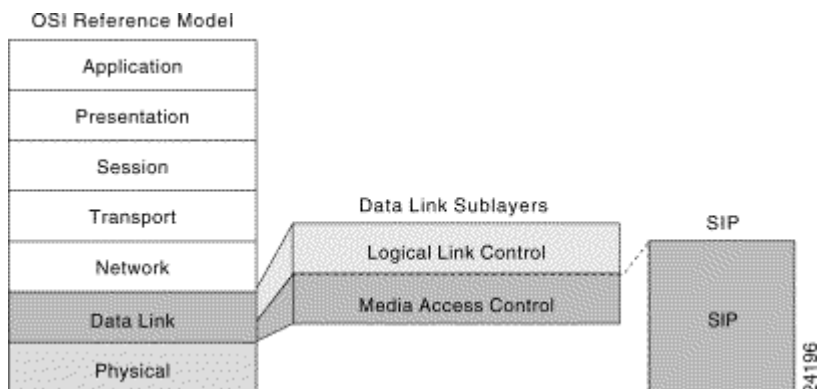 OSI Reference Model
Application
Presentation
Session
Transport
Network
Data Link
Physical
Data Link Sublayers
Logical Link Control
Media Access Control
SIP
SIP
24196